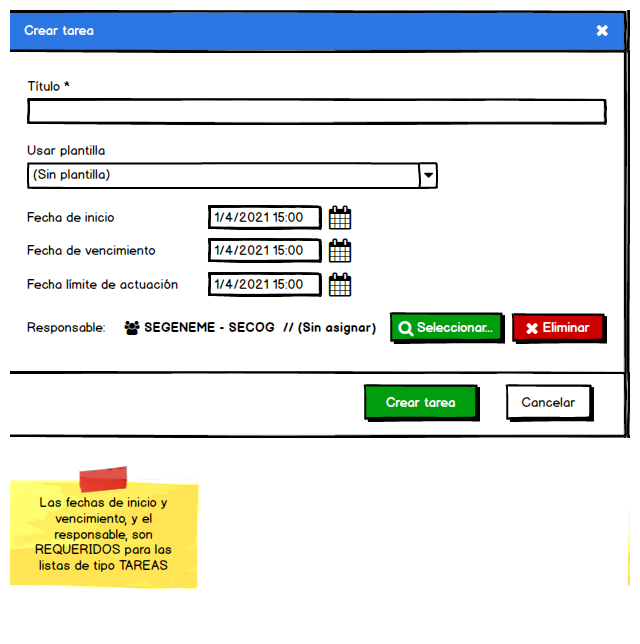 Crear tarea
Título *
Usar plantilla
(Sin plantilla)
Fecha de inicio 1/4/2021 15:00
Fecha de vencimiento 1/4/2021 15:00
Fecha límite de actuación 1/4/2021 15:00
Responsable: SEGENEME - SECOG // (Sin asignar) Seleccionar... Eliminar
Crear tarea Cancelar
Las fechas de inicio y
vencimiento, y el
responsable, son
REQUERIDOS para las
listas de tipo TAREAS